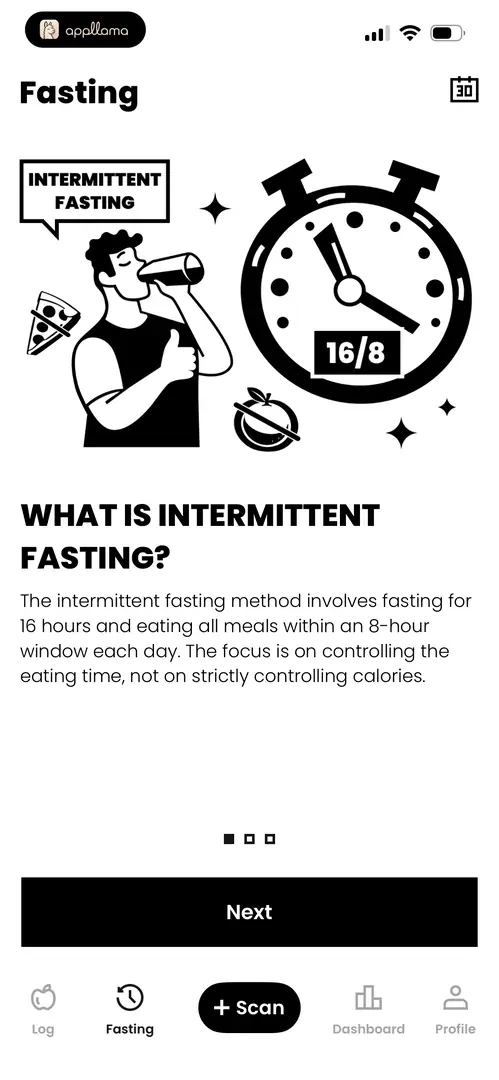 appllama
Fasting
30
INTERMITTENT
FASTING
16/8
WHAT IS INTERMITTENT
FASTING?
The intermittent fasting method involves fasting for
16 hours and eating all meals within an 8-hour
window each day. The focus is on controlling the
eating time, not on strictly controlling calories.
Next
Log
Fasting
+ Scan
Dashboard
Profile